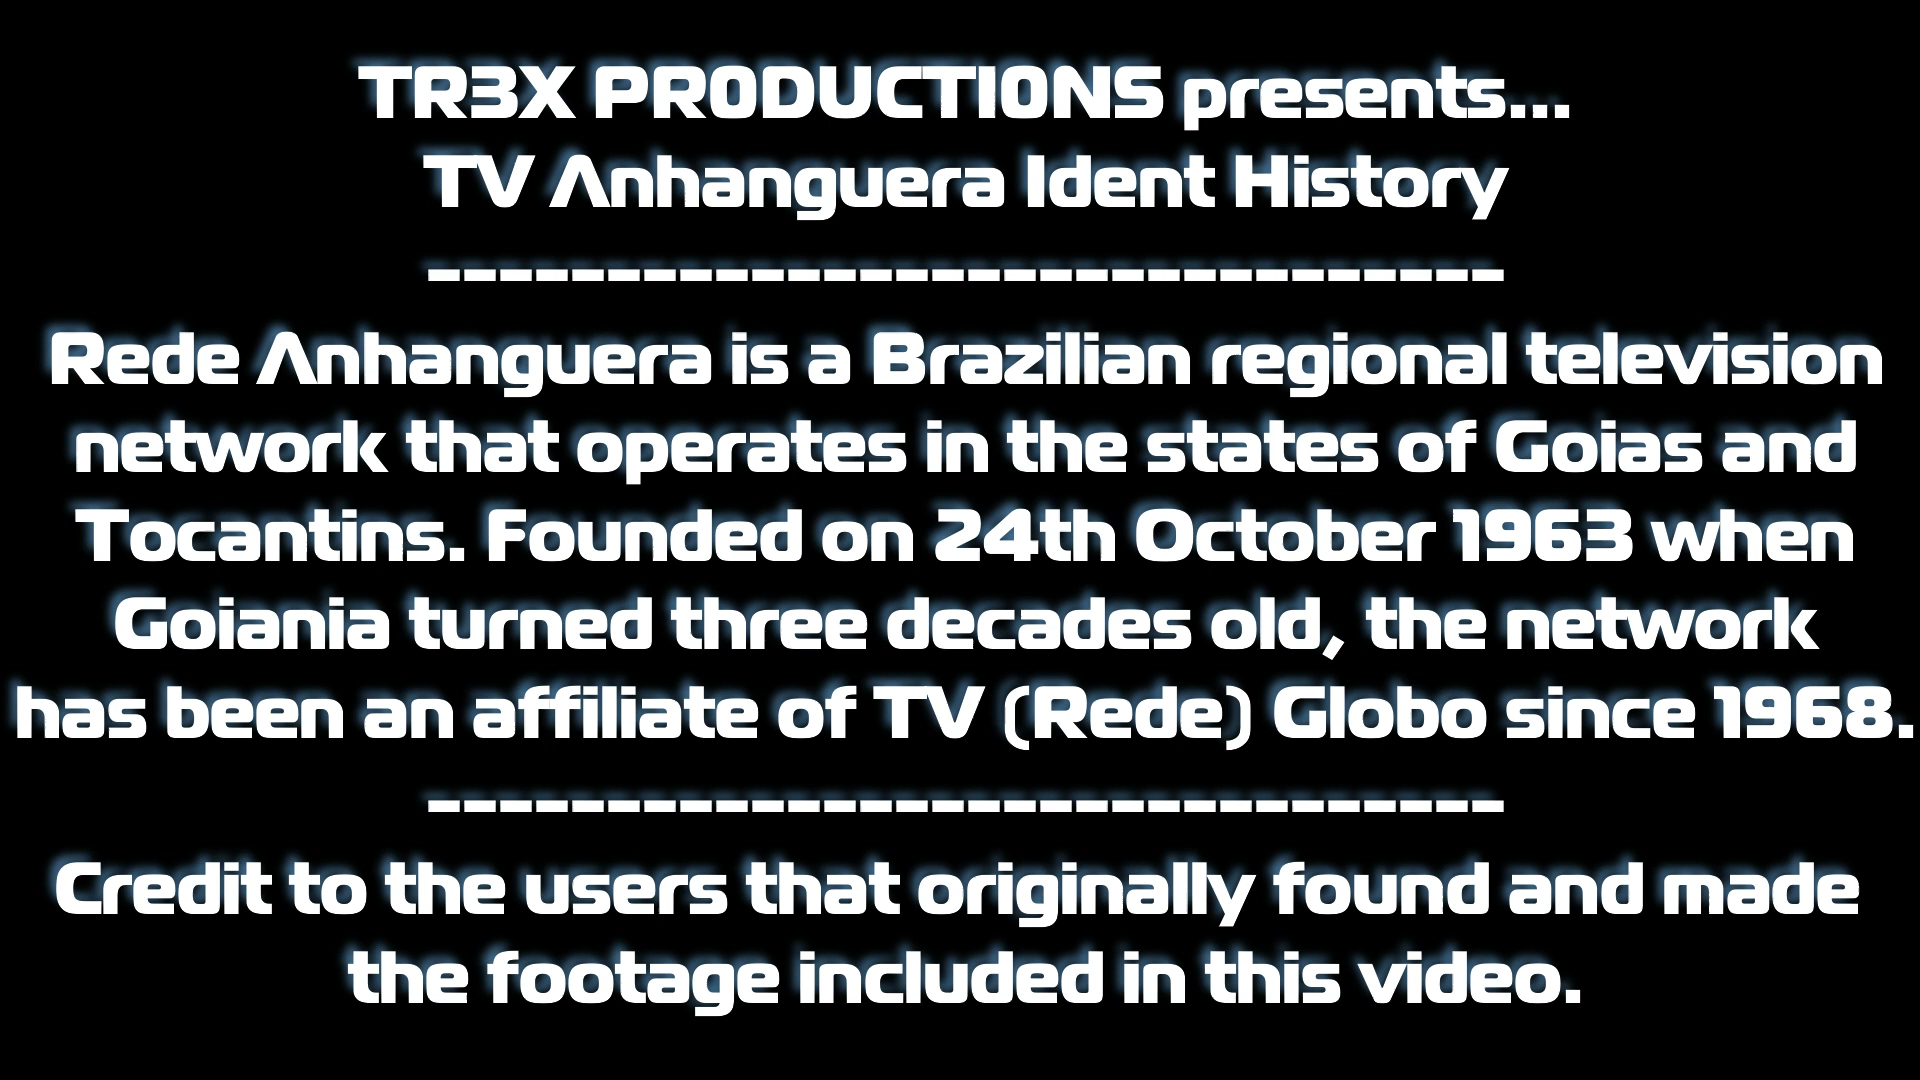 TR3X PR0DUCTI0NS presents...
TV Anhanguera Ident History
------------------------------
Rede Anhanguera is a Brazilian regional television
network that operates in the states of Goias and
Tocantins. Founded on 24th October 1963 when
Goiania turned three decades old, the network
has been an affiliate of TV (Rede) Globo since 1968.
------------------------------
Credit to the users that originally found and made
the footage included in this video.